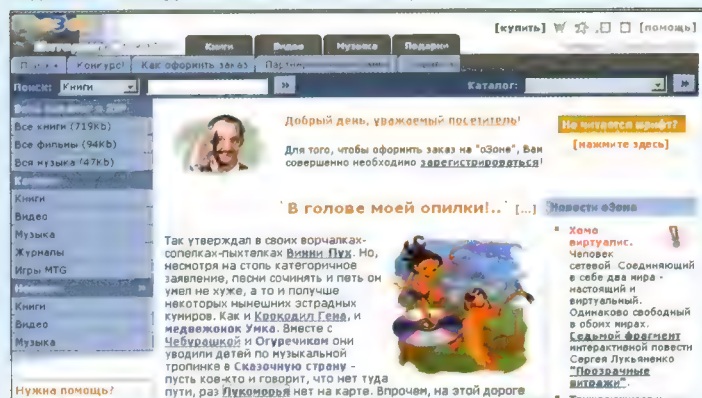 [купить] [помощь]
Книги Видео Музыка Подарки
Конкурс! Как оформить заказ
Поиск: Книги Каталог:
Все книги (719Kb)
Все фильмы (94Kb)
Вся музыка (47Kb)
Книги
Видео
Музыка
Журналы
Игры MTG
Книги
Видео
Музыка
Нужна помощь?
Добрый день, уважаемый посетитель!
Для того, чтобы оформить заказ на "оЗоне", Вам
совершенно необходимо зарегистрироваться!
`В голове моей опилки!..` [...]
Так утверждал в своих ворчалках-
сопелках-пыхтелках Винни Пух. Но,
несмотря на столь категоричное
заявление, песни сочинять и петь он
умел не хуже, а то и получше
некоторых нынешних эстрадных
кумиров. Как и Крокодил Гена, и
медвежонок Умка. Вместе с
Чебурашкой и Огуречиком они
уводили детей по музыкальной
тропинке в Сказочную страну -
пусть кое-кто и говорит, что нет туда
пути, раз Лукоморья нет на карте. Впрочем, на этой дороге
Не читается шрифт?
[нажмите здесь]
Новости оЗона
Хомо
виртуалис.
Человек
сетевой. Соединяющий
в себе два мира -
настоящий и
виртуальный.
Одинаково свободный
в обоих мирах.
Седьмой фрагмент
интерактивной повести
Сергея Лукьяненко
"Прозрачные
витражи".